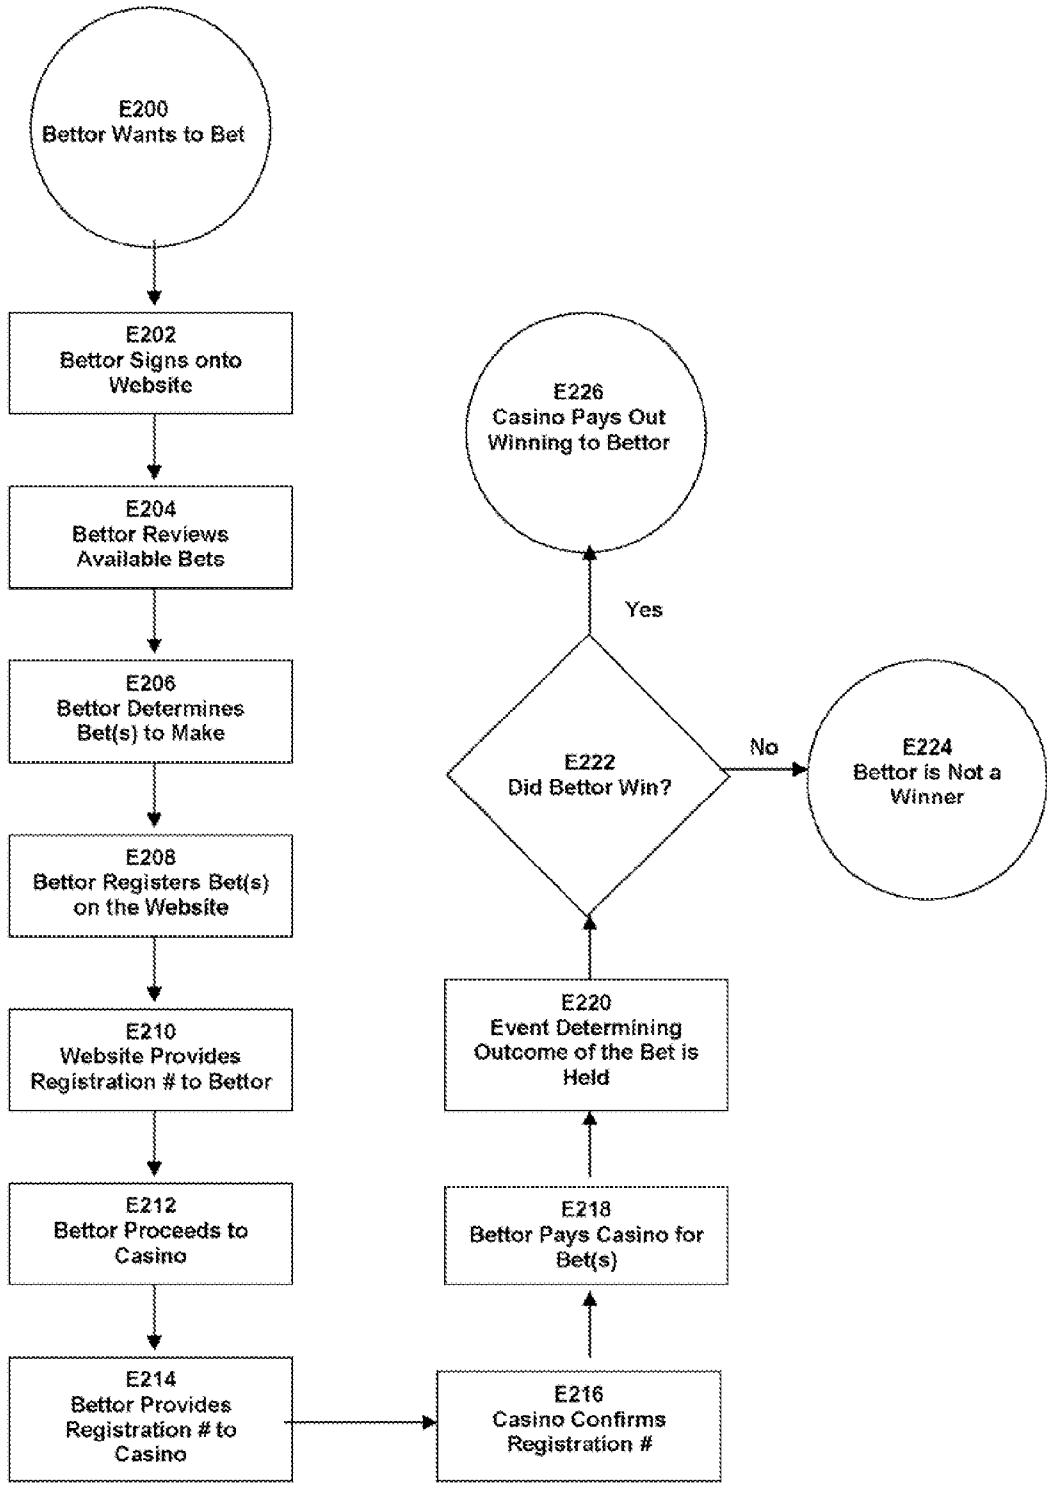 E200
Bettor Wants to Bet
E202
Bettor Signs onto
Website
E204
Bettor Reviews
Available Bets
E206
Bettor Determines
Bet(s) to Make
E208
Bettor Registers Bet(s)
on the Website
E210
Website Provides
Registration # to Bettor
E212
Bettor Proceeds to
Casino
E214
Bettor Provides
Registration # to
Casino
E216
Casino Confirms
Registration #
E218
Bettor Pays Casino for
Bet(s)
E220
Event Determining
Outcome of the Bet is
Held
E222
Did Bettor Win?
No
E224
Bettor is Not a
Winner
Yes
E226
Casino Pays Out
Winning to Bettor